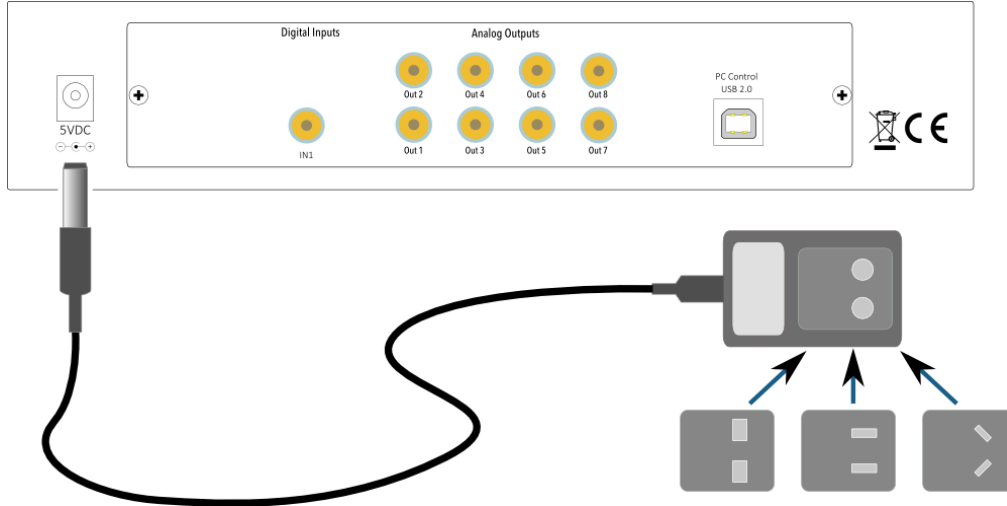 Digital Inputs
Analog Outputs
Out 2
Out 4
Out 6
Out 8
PC Control
USB 2.0
5VDC
IN1
Out 1
Out 3
Out 5
Out 7
CE